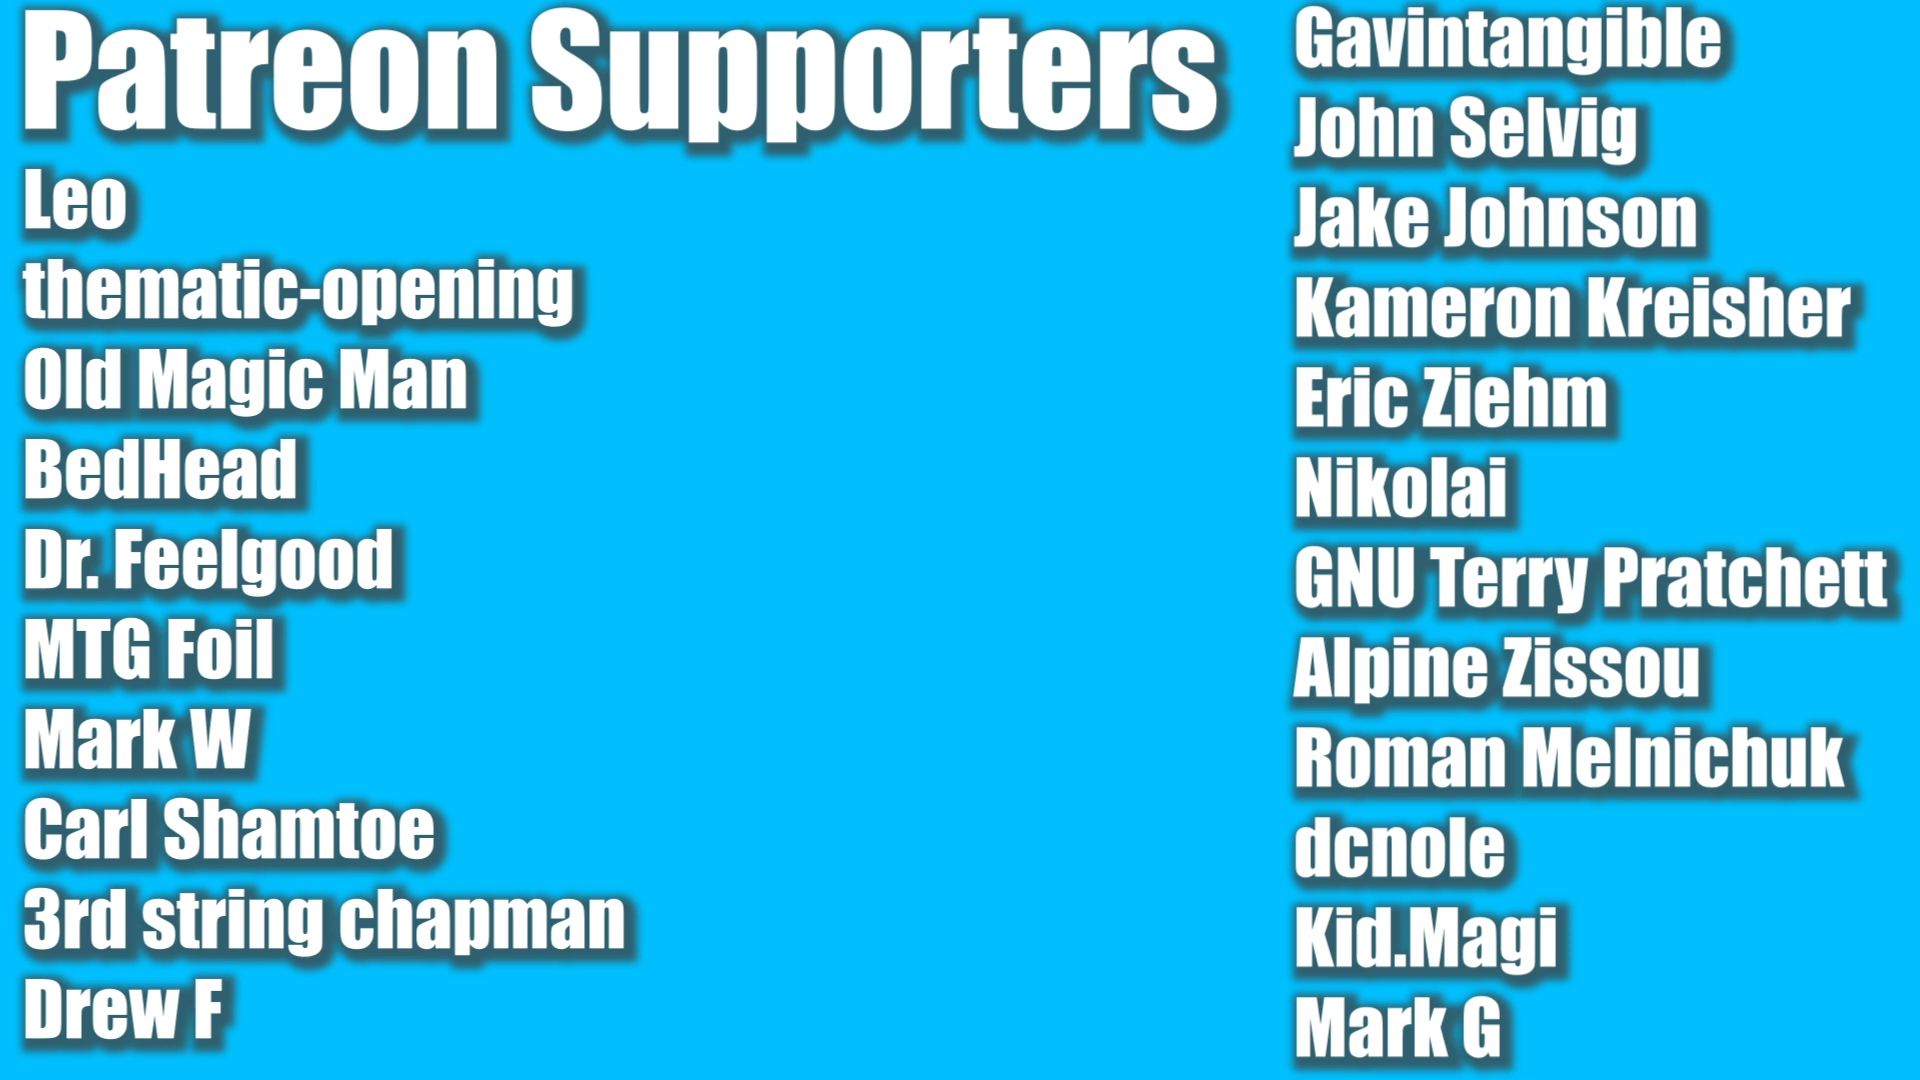 Patreon Supporters
Leo
thematic-opening
Old Magic Man
BedHead
Dr. Feelgood
MTG Foil
Mark W
Carl Shamtoe
3rd string chapman
Drew F
Gavintangible
John Selvig
Jake Johnson
Kameron Kreisher
Eric Ziehm
Nikolai
GNU Terry Pratchett
Alpine Zissou
Roman Melnichuk
dcnole
Kid.Magi
Mark G